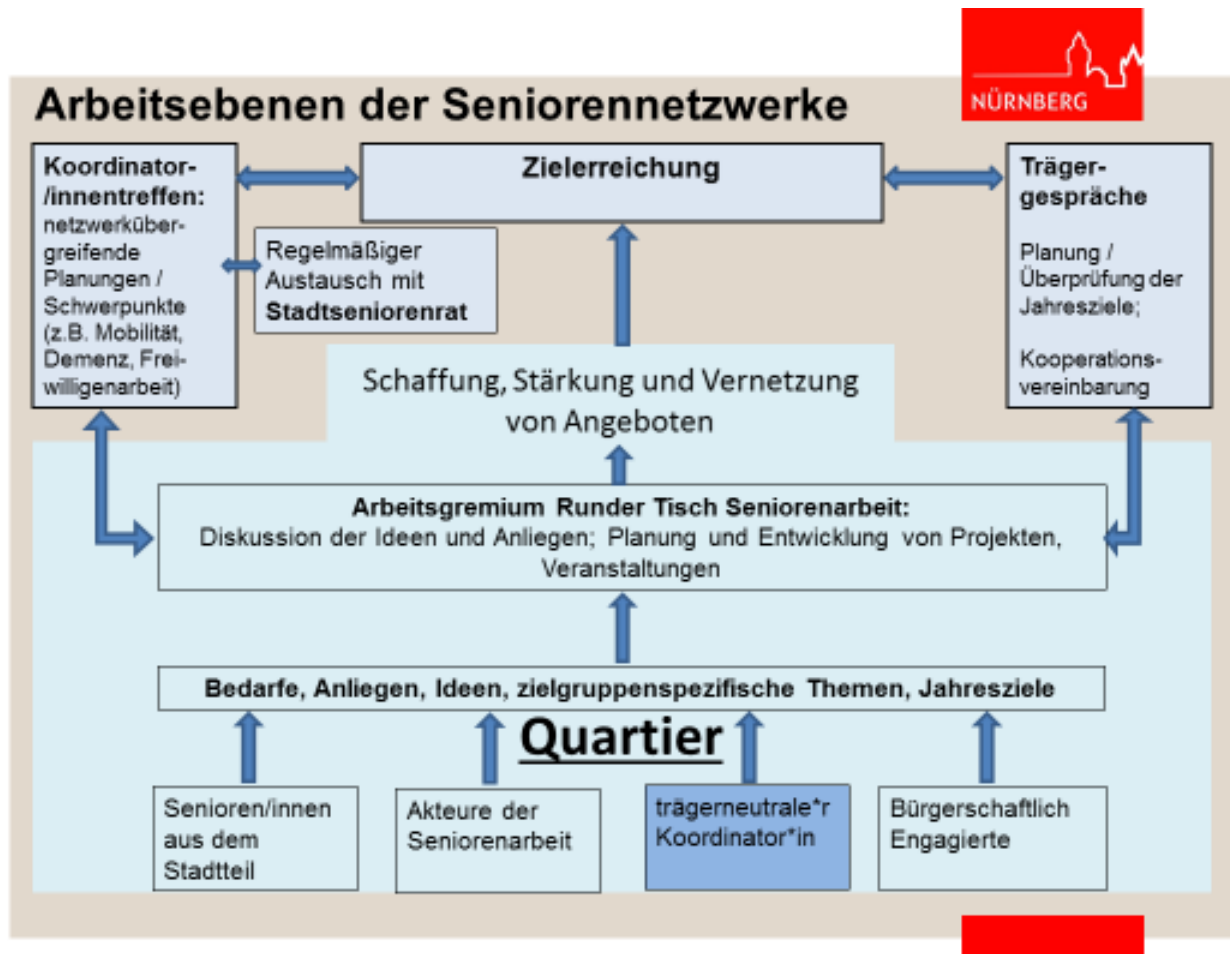 NÜRNBERG
Arbeitsebenen der Seniorennetzwerke
Koordinator-
/innentreffen:
netzwerküber-
greifende
Planungen /
Schwerpunkte
(z.B. Mobilität,
Demenz, Frei-
willigenarbeit)
Zielerreichung
Träger-
gespräche
Planung /
Überprüfung der
Jahresziele;
Kooperations-
vereinbarung
Regelmäßiger
Austausch mit
Stadtseniorenrat
Schaffung, Stärkung und Vernetzung
von Angeboten
Arbeitsgremium Runder Tisch Seniorenarbeit:
Diskussion der Ideen und Anliegen; Planung und Entwicklung von Projekten,
Veranstaltungen
Bedarfe, Anliegen, Ideen, zielgruppenspezifische Themen, Jahresziele
Quartier
Senioren/innen
aus dem
Stadtteil
Akteure der
Seniorenarbeit
trägerneutrale*r
Koordinator*in
Bürgerschaftlich
Engagierte